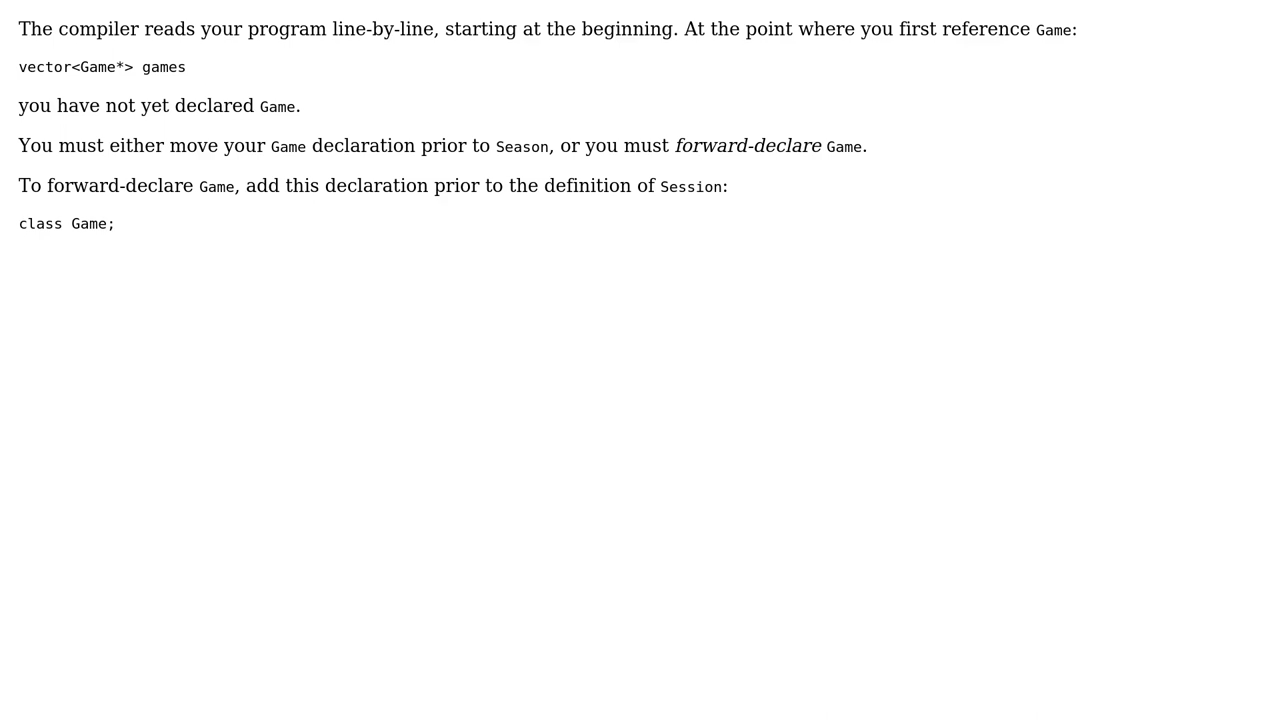 The compiler reads your program line-by-line, starting at the beginning. At the point where you first reference Game:
vector<Game*> games
you have not yet declared Game.
You must either move your Game declaration prior to Season, or you must forward-declare Game.
To forward-declare Game, add this declaration prior to the definition of Session:
class Game;